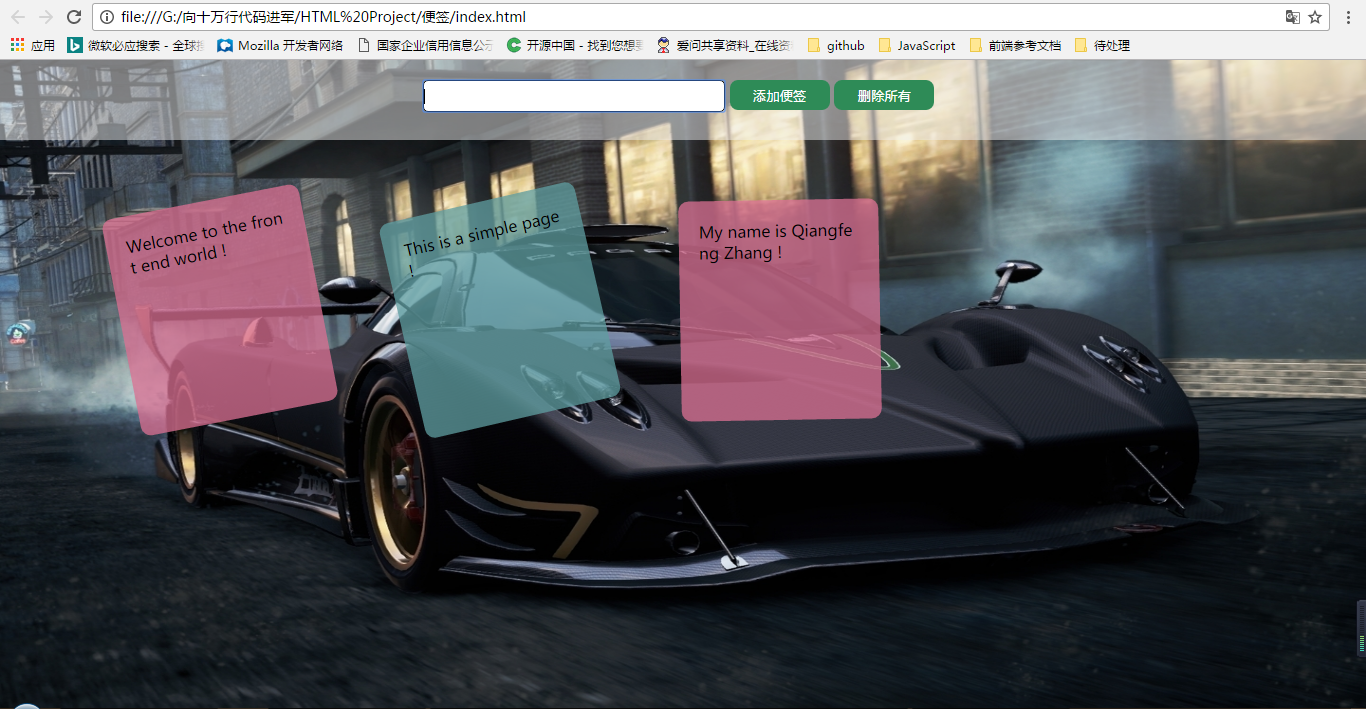 file:///G:/向十万行代码进军/HTML%20Project/便签/index.html
应用 微软必应搜索 - 全球搜 Mozilla 开发者网络 国家企业信用信息公示 开源中国 - 找到您想要 爱问共享资料_在线资 github JavaScript 前端参考文档 待处理
添加便签 删除所有
Welcome to the fron
t end world !
This is a simple page
!
My name is Qiangfe
ng Zhang !